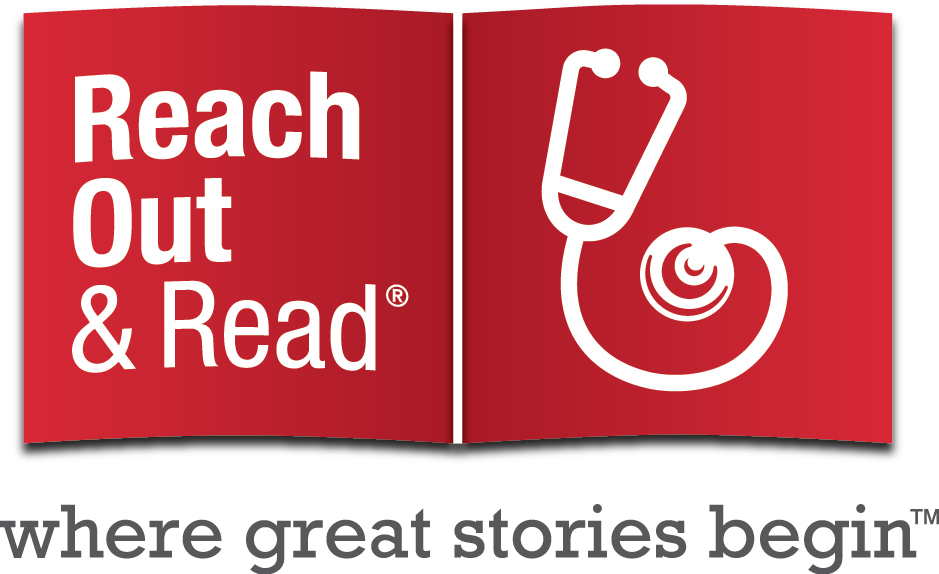 Reach
Out
& Read®
where great stories begin™